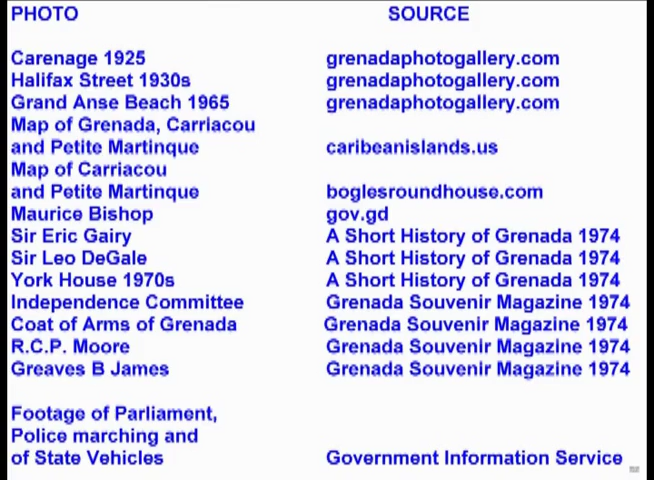 PHOTO SOURCE
Carenage 1925 grenadaphotogallery.com
Halifax Street 1930s grenadaphotogallery.com
Grand Anse Beach 1965 grenadaphotogallery.com
Map of Grenada, Carriacou
and Petite Martinque caribeanislands.us
Map of Carriacou
and Petite Martinque boglesroundhouse.com
Maurice Bishop gov.gd
Sir Eric Gairy A Short History of Grenada 1974
Sir Leo DeGale A Short History of Grenada 1974
York House 1970s A Short History of Grenada 1974
Independence Committee Grenada Souvenir Magazine 1974
Coat of Arms of Grenada Grenada Souvenir Magazine 1974
R.C.P. Moore Grenada Souvenir Magazine 1974
Greaves B James Grenada Souvenir Magazine 1974
Footage of Parliament,
Police marching and
of State Vehicles Government Information Service